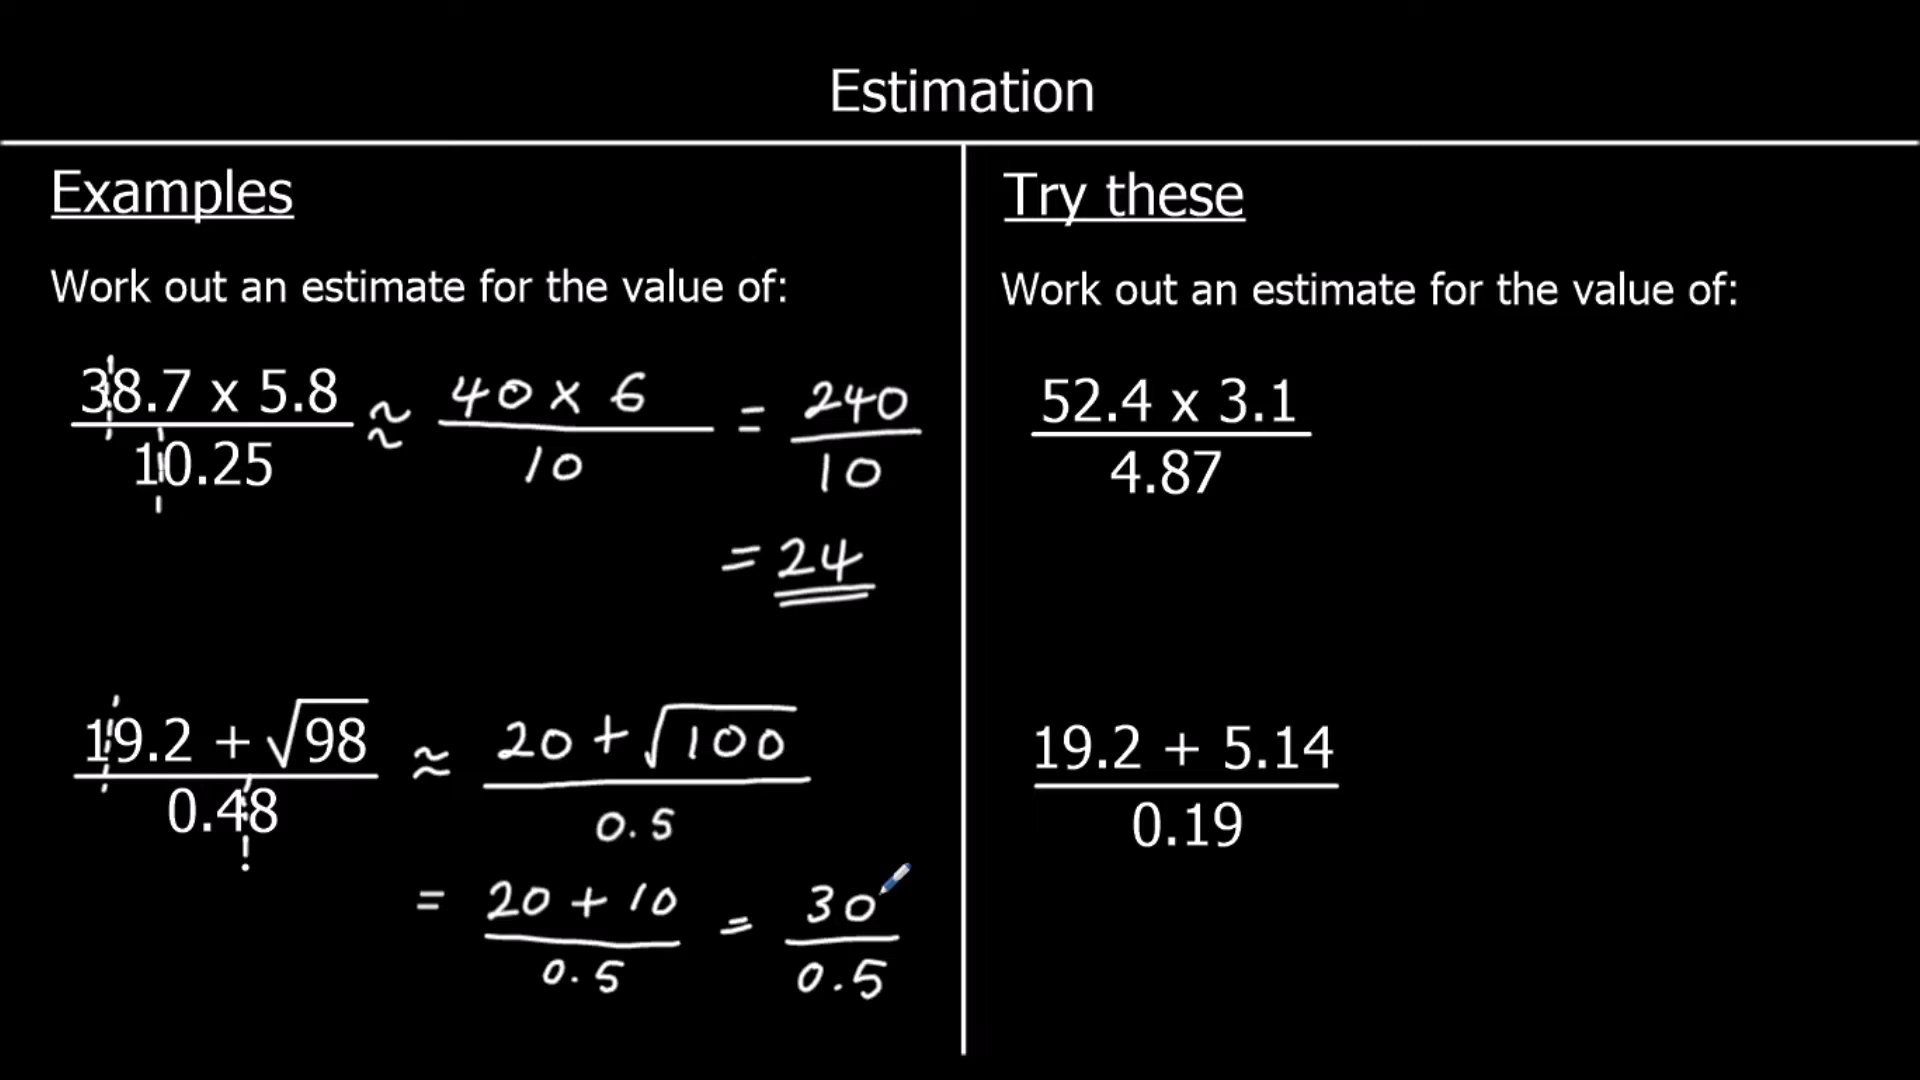 Estimation
Examples
Work out an estimate for the value of:
38.7 x 5.8 ≈ 40 x 6 = 240
10.25 10 10
= 24
19.2 + √98 ≈ 20 + √100
0.48 0.5
= 20 + 10 = 30
0.5 0.5
Try these
Work out an estimate for the value of:
52.4 x 3.1
4.87
19.2 + 5.14
0.19